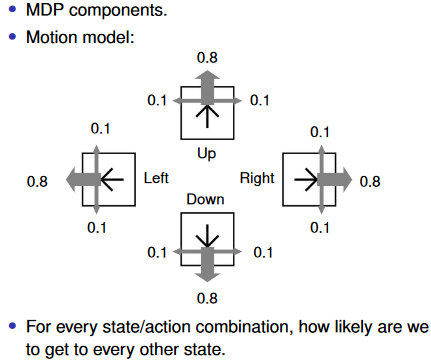 MDP components.
Motion model:
0.8
0.1 0.1
Up
0.1
0.8 Left
0.1
0.1
Right 0.8
0.1
Down
0.1 0.1
0.8
For every state/action combination, how likely are we
to get to every other state.